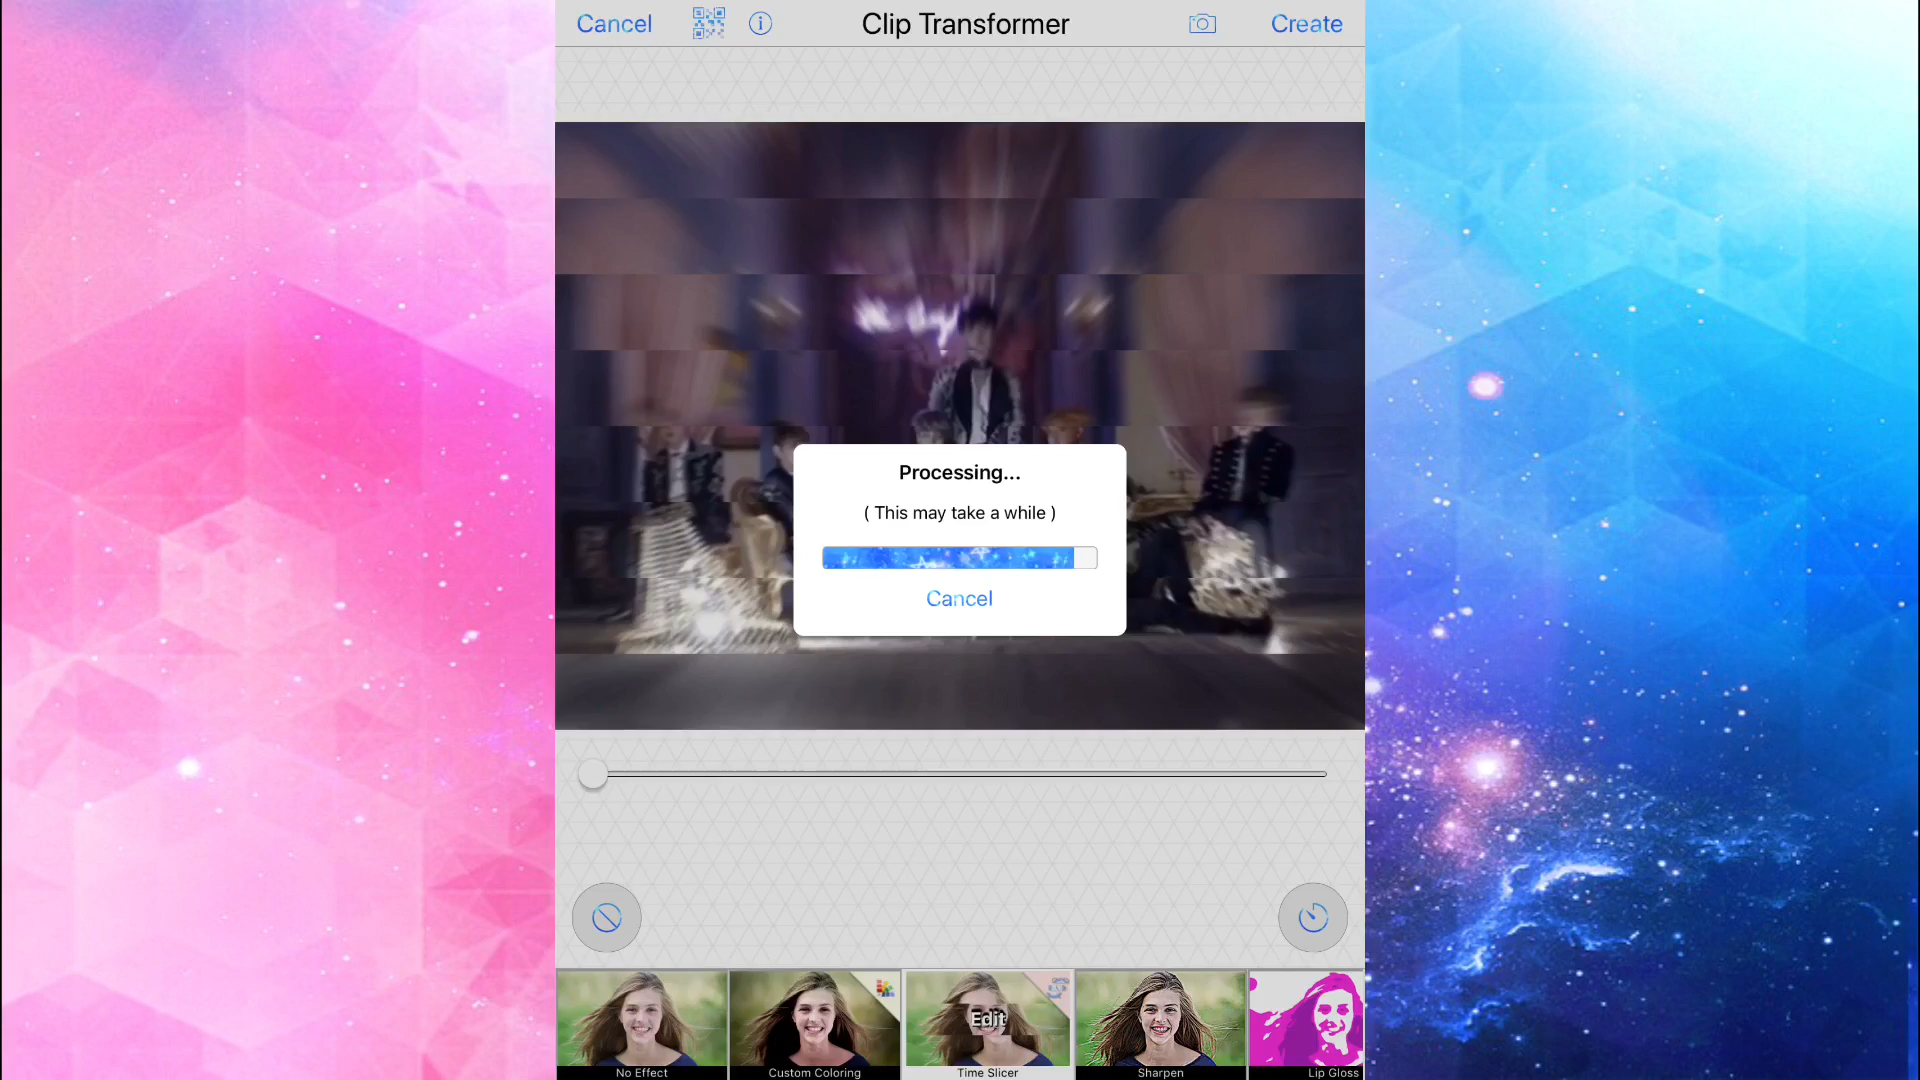 Cancel
Clip Transformer
Create
Processing...
( This may take a while )
Cancel
Edit
No Effect
Custom Coloring
Time Slicer
Sharpen
Lip Gloss